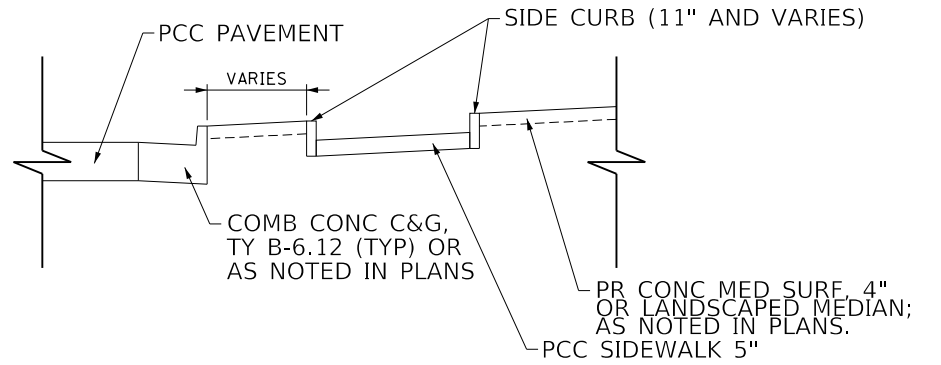 SIDE CURB (11" AND VARIES)
PCC PAVEMENT
VARIES
COMB CONC C&G,
TY B-6.12 (TYP) OR
AS NOTED IN PLANS
PR CONC MED SURF, 4"
OR LANDSCAPED MEDIAN;
AS NOTED IN PLANS.
PCC SIDEWALK 5"